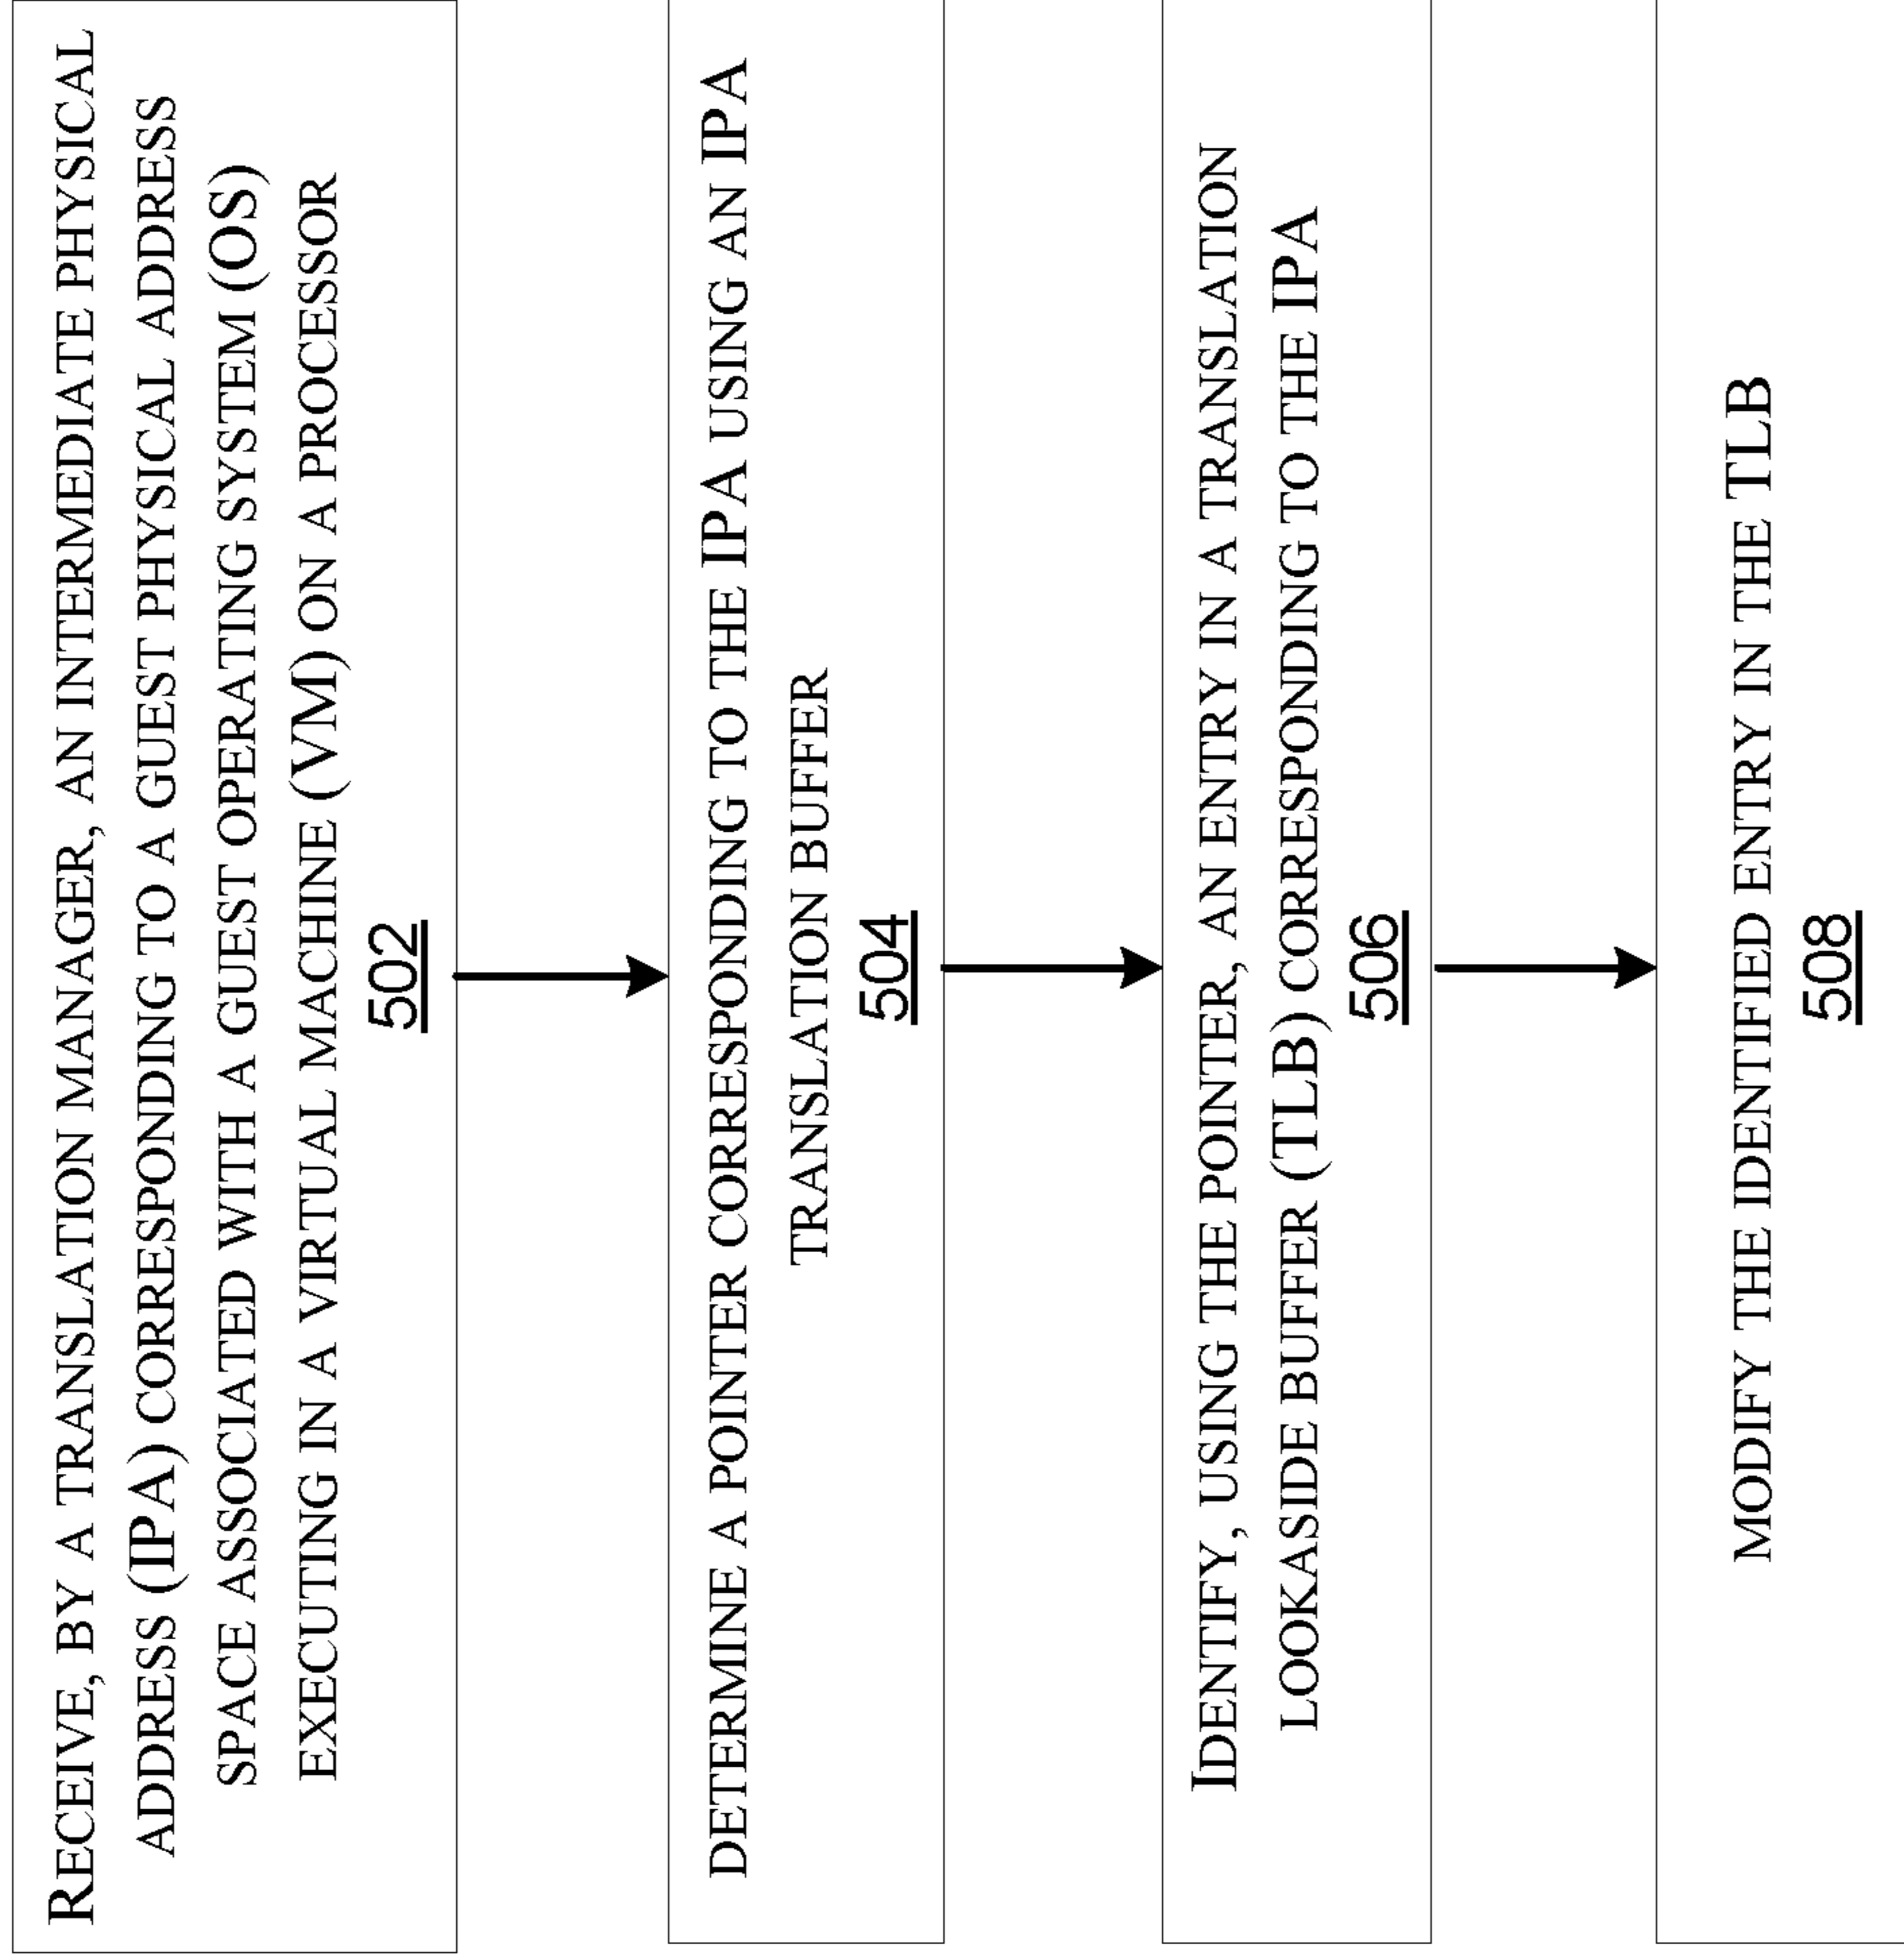 RECEIVE, BY A TRANSLATION MANAGER, AN INTERMEDIATE PHYSICAL
ADDRESS (IPA) CORRESPONDING TO A GUEST PHYSICAL ADDRESS
SPACE ASSOCIATED WITH A GUEST OPERATING SYSTEM (OS)
EXECUTING IN A VIRTUAL MACHINE (VM) ON A PROCESSOR
502
DETERMINE A POINTER CORRESPONDING TO THE IPA USING AN IPA
TRANSLATION BUFFER
504
IDENTIFY, USING THE POINTER, AN ENTRY IN A TRANSLATION
LOOKASIDE BUFFER (TLB) CORRESPONDING TO THE IPA
506
MODIFY THE IDENTIFIED ENTRY IN THE TLB
508